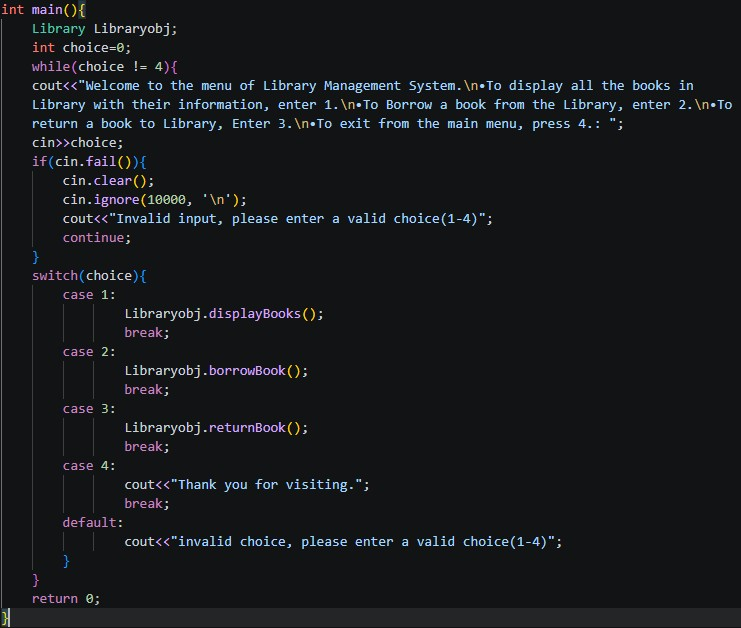 int main(){
    Library Libraryobj;
    int choice=0;
    while(choice != 4){
    cout<<"Welcome to the menu of Library Management System.\n•To display all the books in
    Library with their information, enter 1.\n•To Borrow a book from the Library, enter 2.\n•To
    return a book to Library, Enter 3.\n•To exit from the main menu, press 4.: ";
    cin>>choice;
    if(cin.fail()){
        cin.clear();
        cin.ignore(10000, '\n');
        cout<<"Invalid input, please enter a valid choice(1-4)";
        continue;
    }
    switch(choice){
        case 1:
                Libraryobj.displayBooks();
                break;
        case 2:
                Libraryobj.borrowBook();
                break;
        case 3:
                Libraryobj.returnBook();
                break;
        case 4:
                cout<<"Thank you for visiting.";
                break;
        default:
                cout<<"invalid choice, please enter a valid choice(1-4)";
        }
    }
    return 0;
}